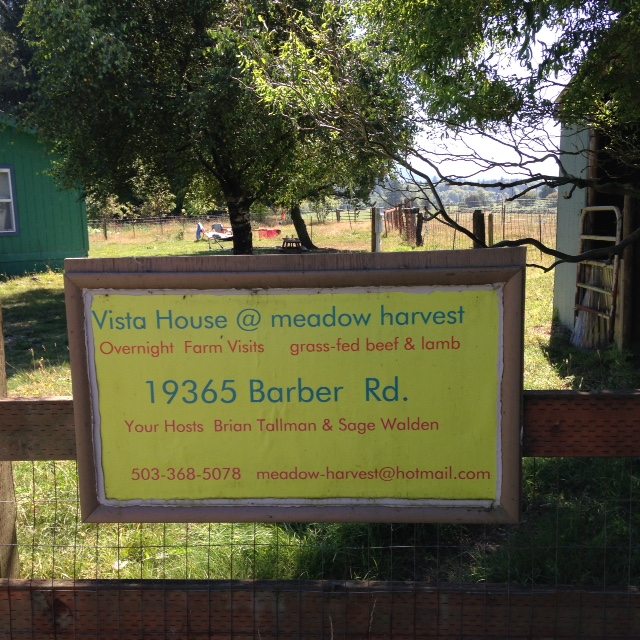 Vista House @ meadow harvest
Overnight Farm Visits grass-fed beef & lamb
19365 Barber Rd.
Your Hosts Brian Tallman & Sage Walden
503-368-5078 meadow-harvest@hotmail.com